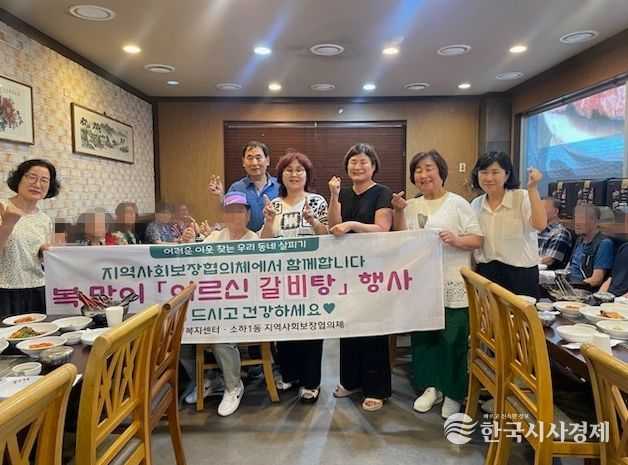 어려운 이웃 찾는 우리 동네 살피기
지역사회보장협의체에서 함께합니다
복 맞이 「어르신 갈비탕」 행사
드시고 건강하세요♥
복지센터 · 소하1동 지역사회보장협의체
한국시사경제